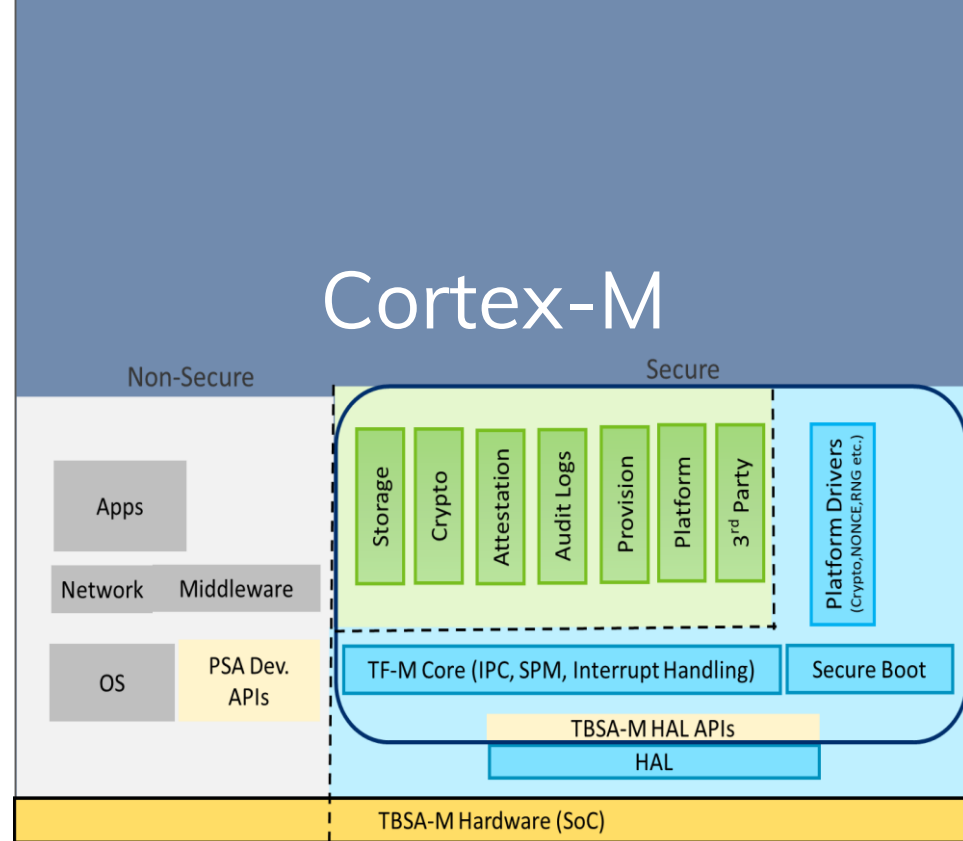 Cortex-M
Non-Secure
Secure
Storage
Crypto
Attestation
Audit Logs
Provision
Platform
3rd Party
Platform Drivers
(Crypto,NONCE,RNG etc.)
Apps
Network
Middleware
OS
PSA Dev.
APIs
TF-M Core (IPC, SPM, Interrupt Handling)
Secure Boot
TBSA-M HAL APIs
HAL
TBSA-M Hardware (SoC)